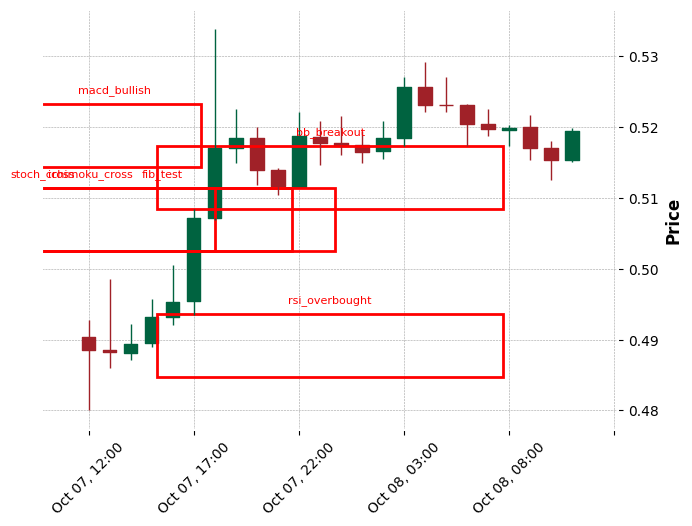 macd_bullish
bb_breakout
stoch_cross
ichimoku_cross
fib_test
rsi_overbought
0.53
0.52
0.51
0.50
0.49
0.48
Price
Oct 07, 12:00
Oct 07, 17:00
Oct 07, 22:00
Oct 08, 03:00
Oct 08, 08:00